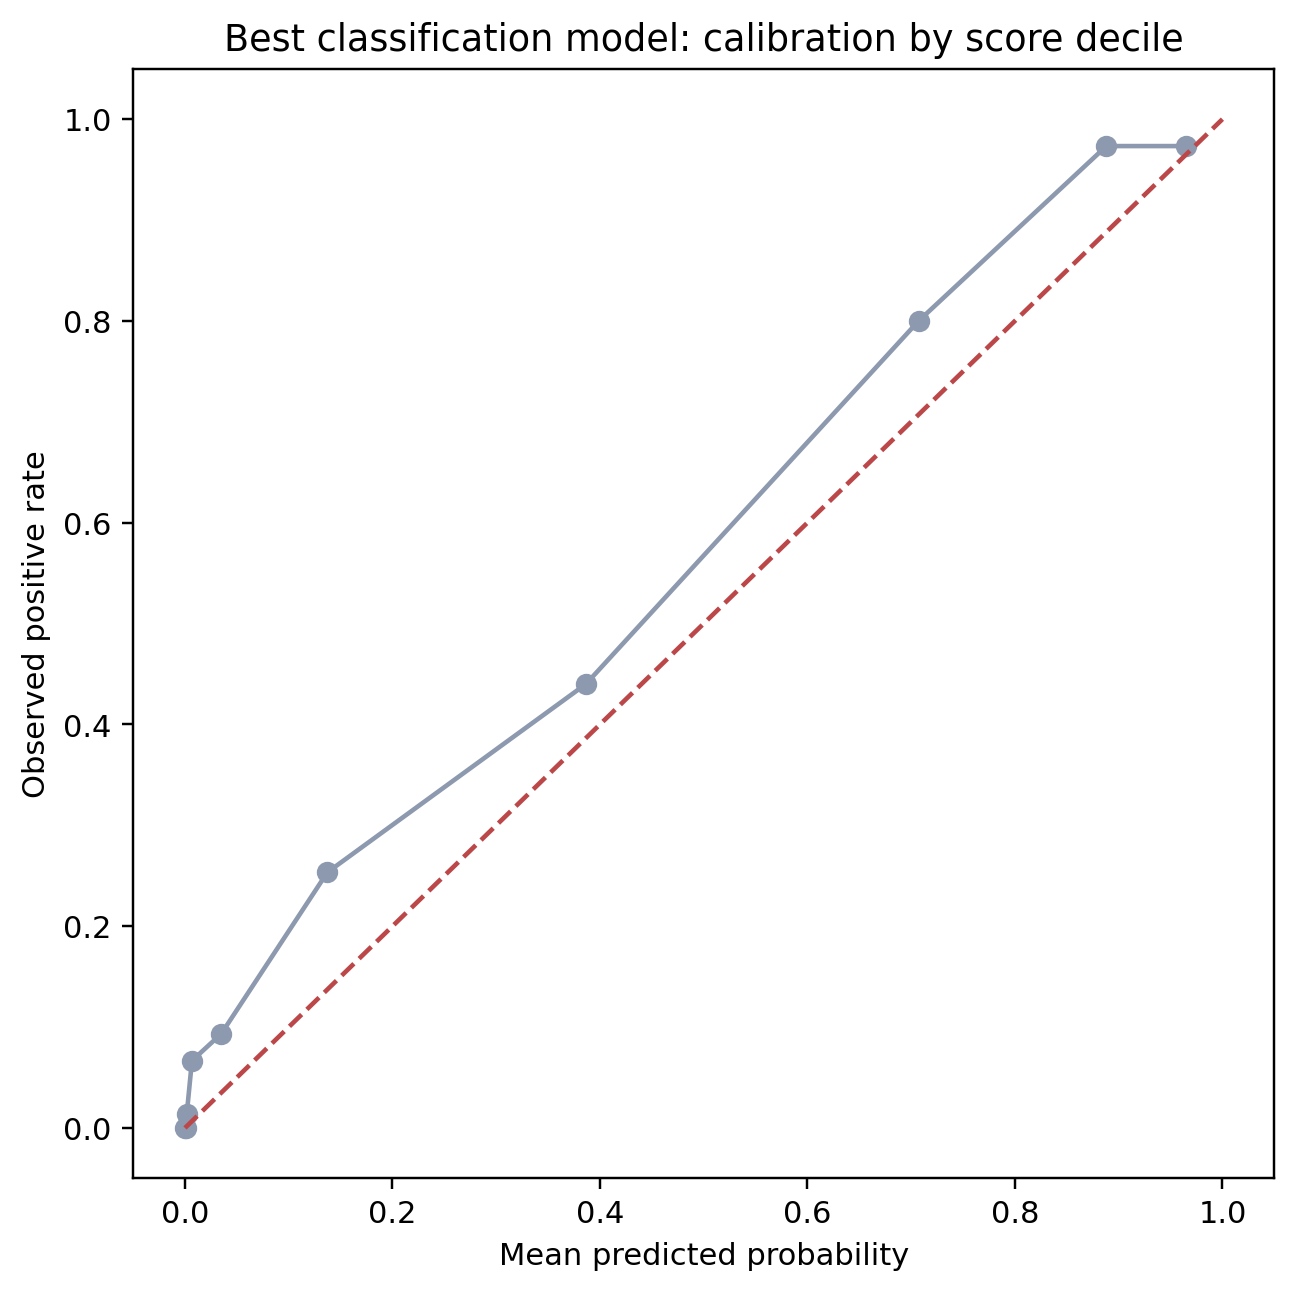 Best classification model: calibration by score decile
1.0
0.8
0.6
0.4
0.2
0.0
Observed positive rate
0.0 0.2 0.4 0.6 0.8 1.0
Mean predicted probability